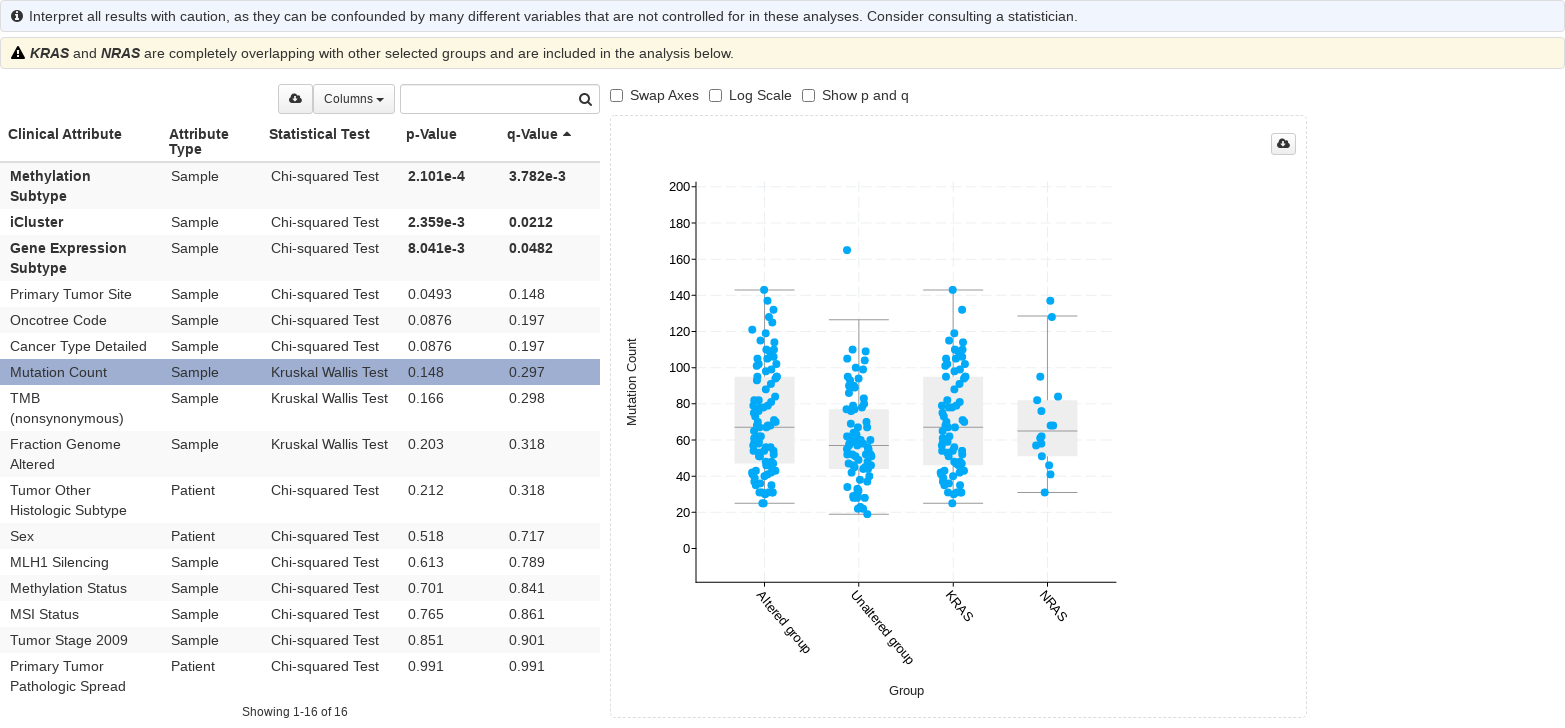 Interpret all results with caution, as they can be confounded by many different variables that are not controlled for in these analyses. Consider consulting a statistician.
KRAS and NRAS are completely overlapping with other selected groups and are included in the analysis below.
Columns
Swap Axes Log Scale Show p and q
Clinical Attribute Attribute Type Statistical Test p-Value q-Value
Methylation Subtype Sample Chi-squared Test 2.101e-4 3.782e-3
iCluster Sample Chi-squared Test 2.359e-3 0.0212
Gene Expression Subtype Sample Chi-squared Test 8.041e-3 0.0482
Primary Tumor Site Sample Chi-squared Test 0.0493 0.148
Oncotree Code Sample Chi-squared Test 0.0876 0.197
Cancer Type Detailed Sample Chi-squared Test 0.0876 0.197
Mutation Count Sample Kruskal Wallis Test 0.148 0.297
TMB (nonsynonymous) Sample Kruskal Wallis Test 0.166 0.298
Fraction Genome Altered Sample Kruskal Wallis Test 0.203 0.318
Tumor Other Histologic Subtype Patient Chi-squared Test 0.212 0.318
Sex Patient Chi-squared Test 0.518 0.717
MLH1 Silencing Sample Chi-squared Test 0.613 0.789
Methylation Status Sample Chi-squared Test 0.701 0.841
MSI Status Sample Chi-squared Test 0.765 0.861
Tumor Stage 2009 Sample Chi-squared Test 0.851 0.901
Primary Tumor Pathologic Spread Patient Chi-squared Test 0.991 0.991
Showing 1-16 of 16
Mutation Count
200
180
160
140
120
100
80
60
40
20
0
Altered group
Unaltered group
KRAS
NRAS
Group